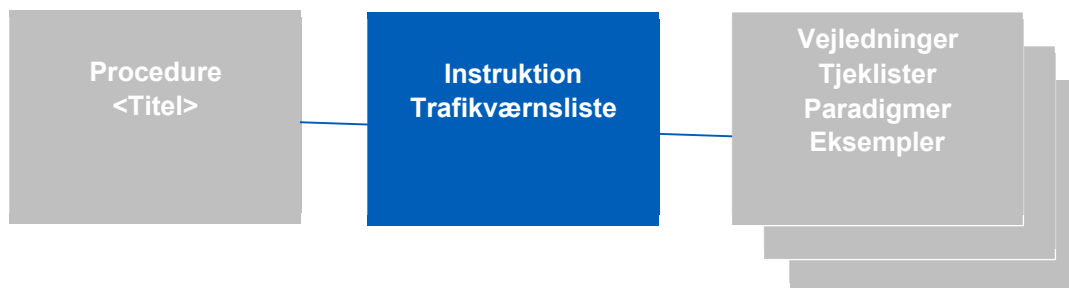 Procedure
<Titel>
Instruktion
Trafikværnsliste
Vejledninger
Tjeklister
Paradigmer
Eksempler